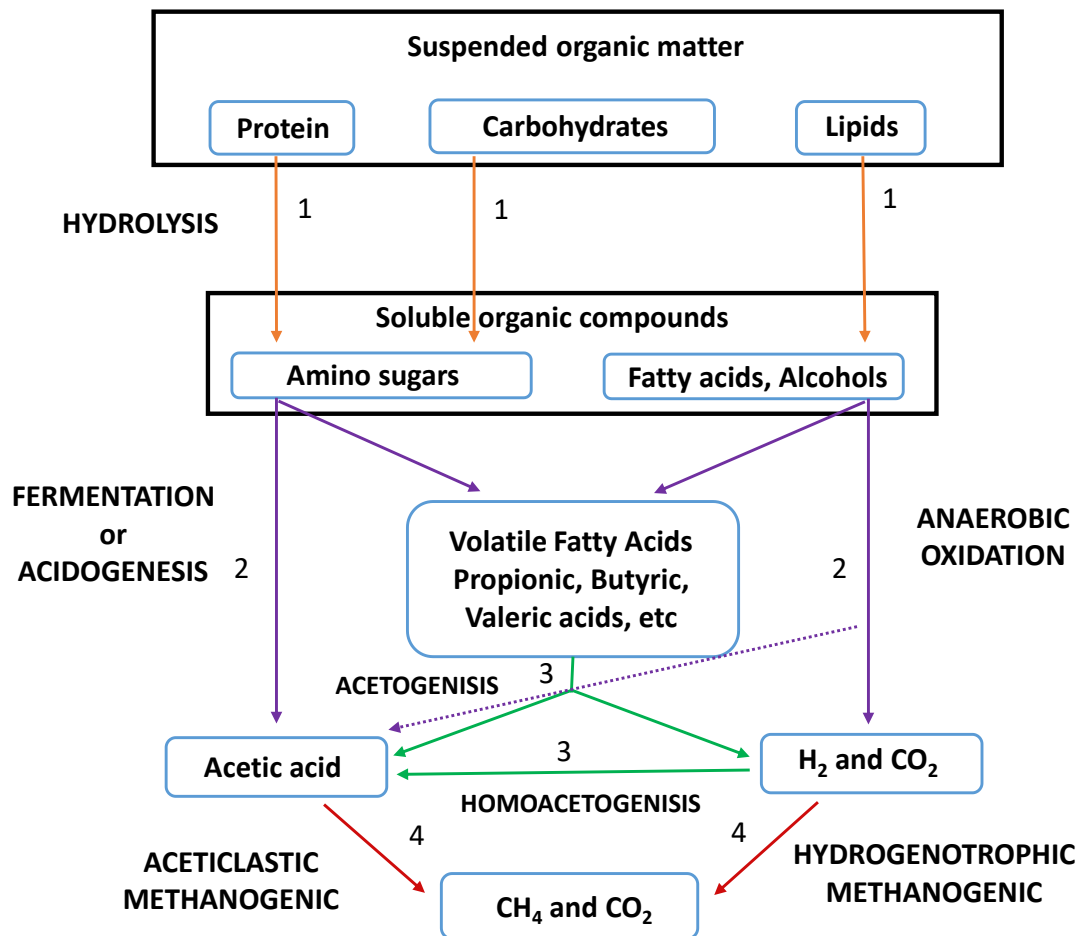 Suspended organic matter
Protein
Carbohydrates
Lipids
1
1
1
HYDROLYSIS
Soluble organic compounds
Amino sugars
Fatty acids, Alcohols
FERMENTATION
or
ACIDOGENESIS
2
Volatile Fatty Acids
Propionic, Butyric,
Valeric acids, etc
2
ANAEROBIC
OXIDATION
ACETOGENISIS
3
Acetic acid
3
H₂ and CO₂
HOMOACETOGENISIS
4
4
ACETICLASTIC
METHANOGENIC
HYDROGENOTROPHIC
METHANOGENIC
CH₄ and CO₂